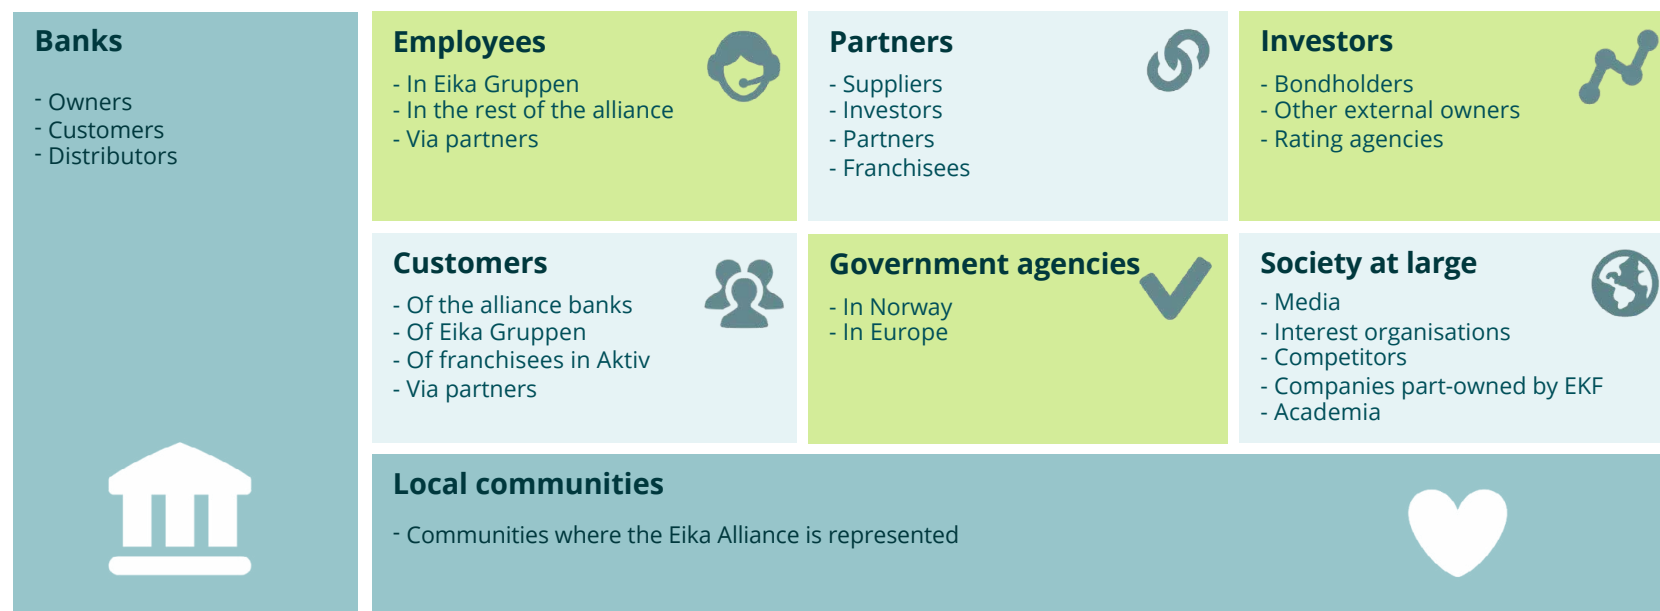 Banks
- Owners
- Customers
- Distributors
Employees
- In Eika Gruppen
- In the rest of the alliance
- Via partners
Partners
- Suppliers
- Investors
- Partners
- Franchisees
Investors
- Bondholders
- Other external owners
- Rating agencies
Customers
- Of the alliance banks
- Of Eika Gruppen
- Of franchisees in Aktiv
- Via partners
Government agencies
- In Norway
- In Europe
Society at large
- Media
- Interest organisations
- Competitors
- Companies part-owned by EKF
- Academia
Local communities
- Communities where the Eika Alliance is represented